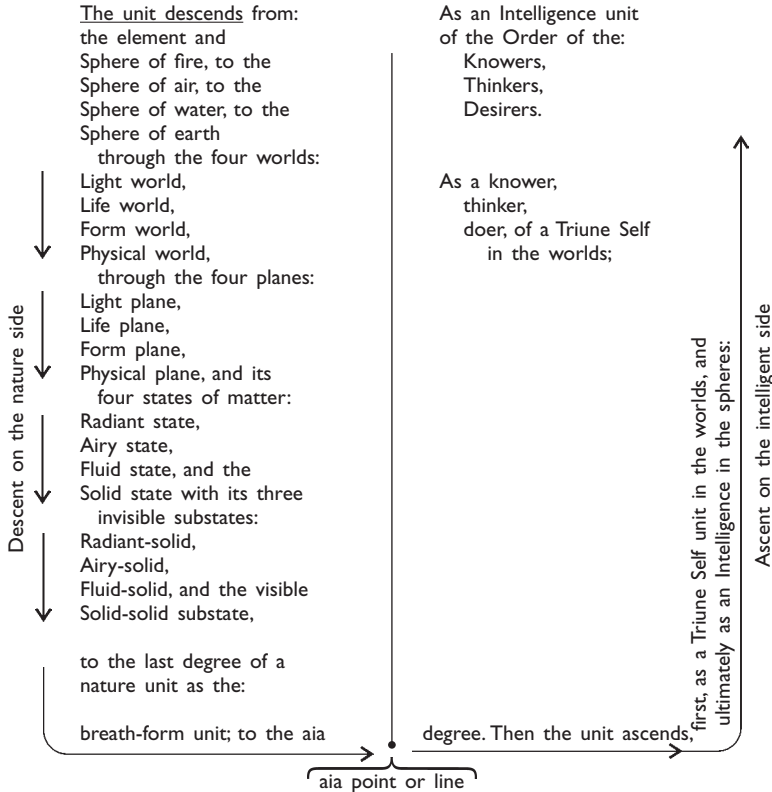 The unit descends from:
the element and
Sphere of fire, to the
Sphere of air, to the
Sphere of water, to the
Sphere of earth
through the four worlds:
Light world,
Life world,
Form world,
Physical world,
through the four planes:
Light plane,
Life plane,
Form plane,
Physical plane, and its
four states of matter:
Radiant state,
Airy state,
Fluid state, and the
Solid state with its three
invisible substates:
Radiant-solid,
Airy-solid,
Fluid-solid, and the visible
Solid-solid substate,
to the last degree of a
nature unit as the:
breath-form unit; to the aia
degree. Then the unit ascends,
first, as a Triune Self unit in the worlds, and
ultimately as an Intelligence in the spheres:
As a knower,
thinker,
doer, of a Triune Self
in the worlds;
As an Intelligence unit
of the Order of the:
Knowers,
Thinkers,
Desirers.
Descent on the nature side
Ascent on the intelligent side
aia point or line